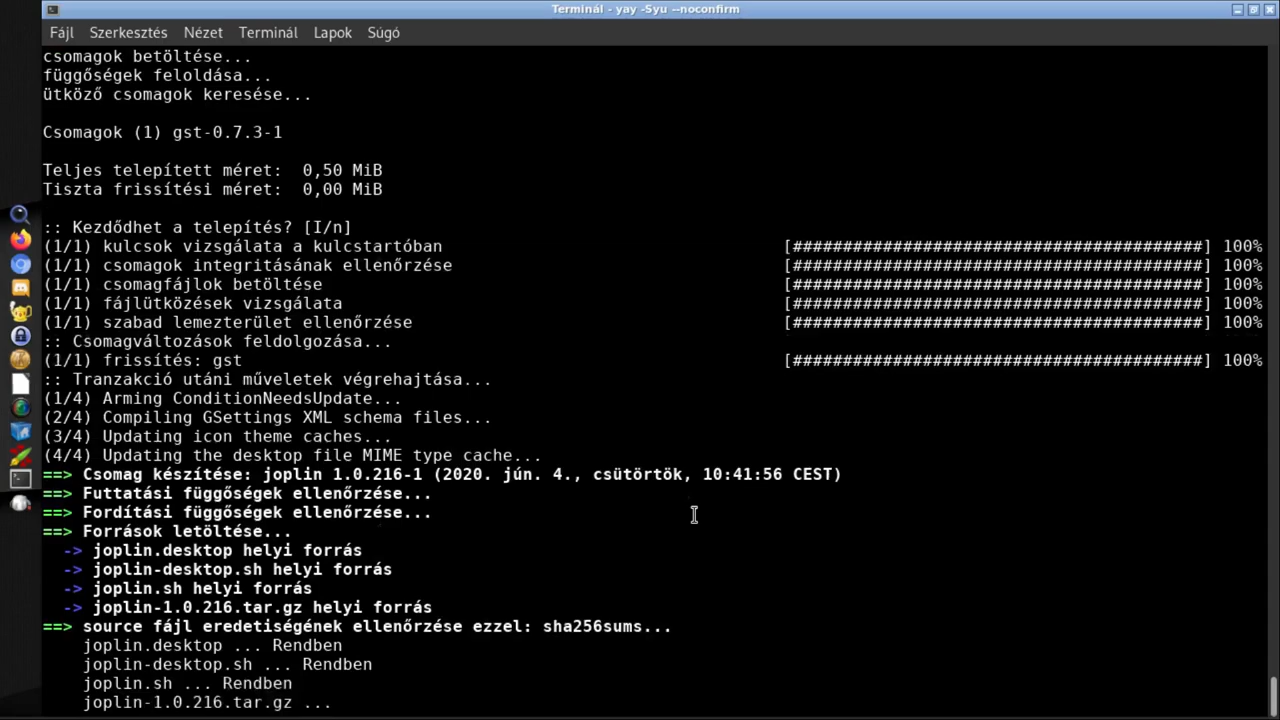 Terminál - yay -Syu --noconfirm
Fájl Szerkesztés Nézet Terminál Lapok Súgó
csomagok betöltése...
függőségek feloldása...
ütköző csomagok keresése...
Csomagok (1) gst-0.7.3-1
Teljes telepített méret:  0,50 MiB
Tiszta frissítési méret:  0,00 MiB
:: Kezdődhet a telepítés? [I/n]
(1/1) kulcsok vizsgálata a kulcstartóban [#########################################] 100%
(1/1) csomagok integritásának ellenőrzése [#########################################] 100%
(1/1) csomagfájlok betöltése [#########################################] 100%
(1/1) fájlütközések vizsgálata [#########################################] 100%
(1/1) szabad lemezterület ellenőrzése [#########################################] 100%
:: Csomagváltozások feldolgozása...
(1/1) frissítés: gst [#########################################] 100%
:: Tranzakció utáni műveletek végrehajtása...
(1/4) Arming ConditionNeedsUpdate...
(2/4) Compiling GSettings XML schema files...
(3/4) Updating icon theme caches...
(4/4) Updating the desktop file MIME type cache...
==> Csomag készítése: joplin 1.0.216-1 (2020. jún. 4., csütörtök, 10:41:56 CEST)
==> Futtatási függőségek ellenőrzése...
==> Fordítási függőségek ellenőrzése...
==> Források letöltése...
-> joplin.desktop helyi forrás
-> joplin-desktop.sh helyi forrás
-> joplin.sh helyi forrás
-> joplin-1.0.216.tar.gz helyi forrás
==> source fájl eredetiségének ellenőrzése ezzel: sha256sums...
joplin.desktop ... Rendben
joplin-desktop.sh ... Rendben
joplin.sh ... Rendben
joplin-1.0.216.tar.gz ...